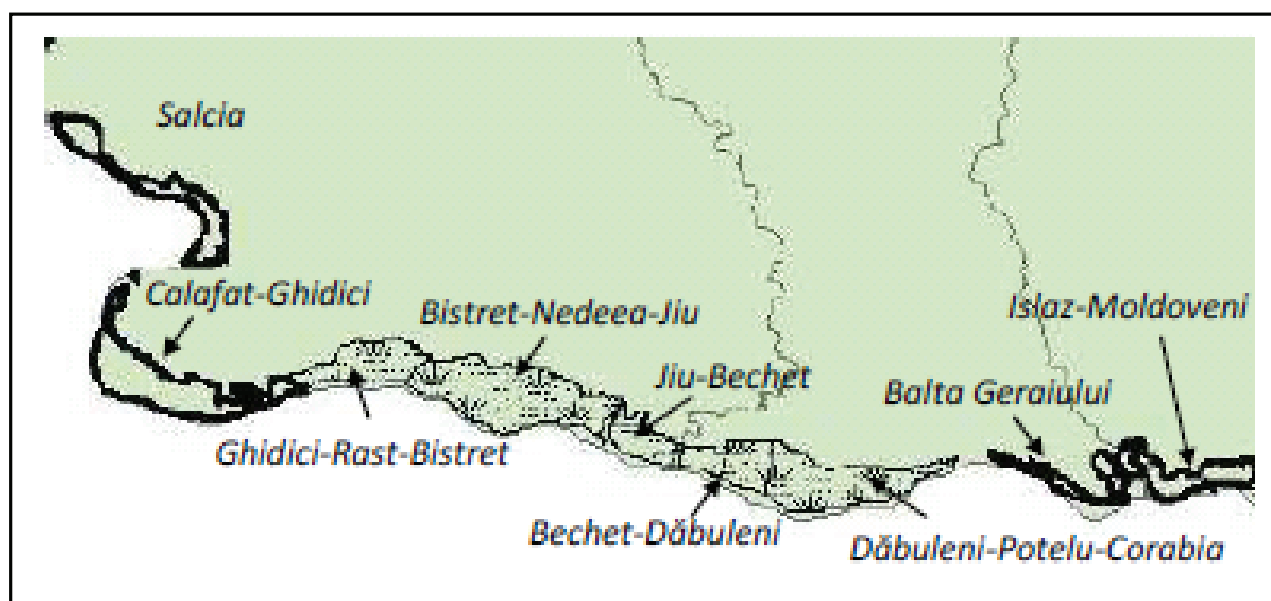 Salcia
Calafat-Ghidici
Bistret-Nedeea-Jiu
Islaz-Moldoveni
Jiu-Bechet
Balta Geraiului
Ghidici-Rast-Bistret
Bechet-Dăbuleni
Dăbuleni-Potelu-Corabia